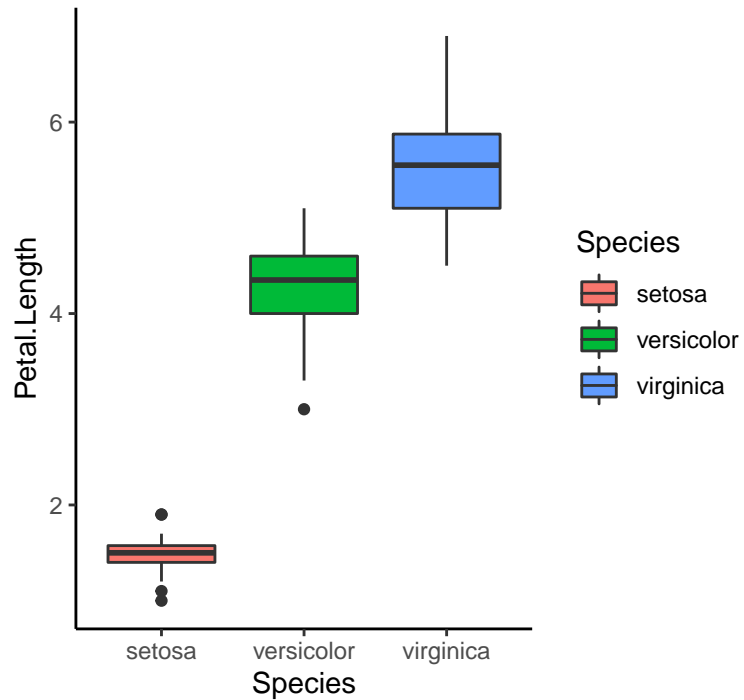 6
4
2
Petal.Length
setosa versicolor virginica
Species
Species
setosa
versicolor
virginica